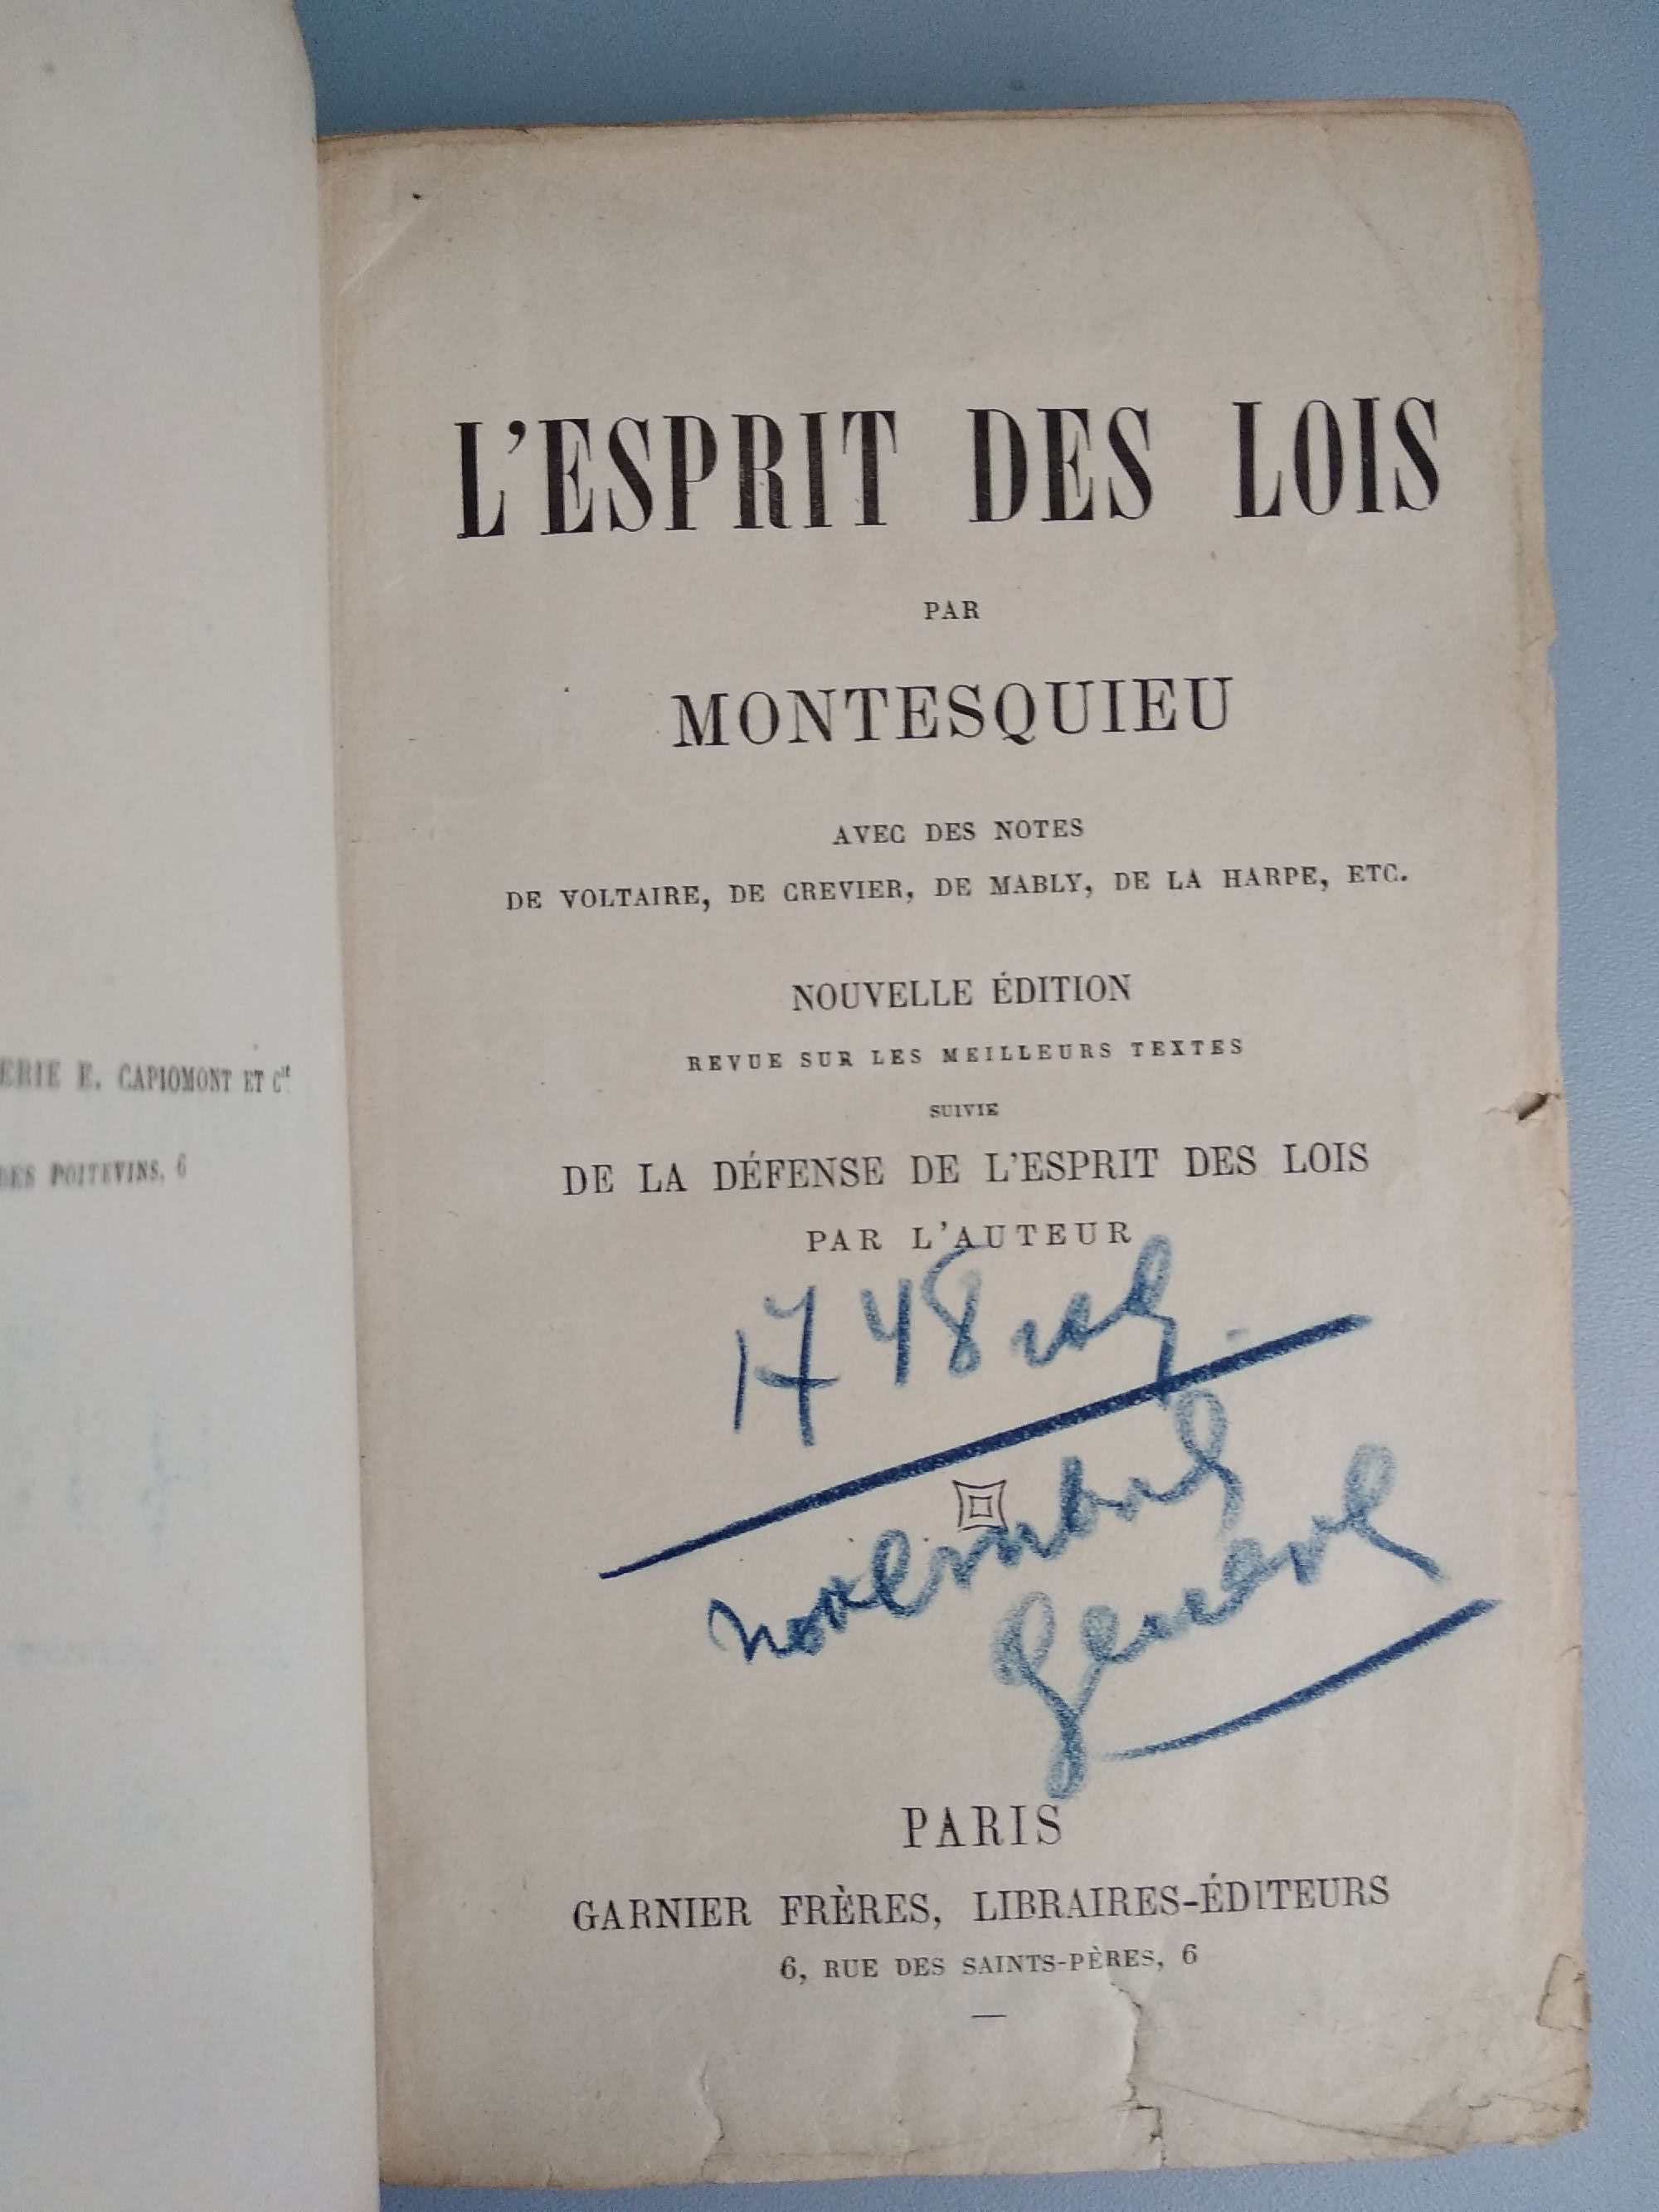 ERIE E. CAPIOMONT ET Cie
DES POITEVINS, 6
L'ESPRIT DES LOIS
PAR
MONTESQUIEU
AVEC DES NOTES
DE VOLTAIRE, DE CREVIER, DE MABLY, DE LA HARPE, ETC.
NOUVELLE ÉDITION
REVUE SUR LES MEILLEURS TEXTES
SUIVIE
DE LA DÉFENSE DE L'ESPRIT DES LOIS
PAR L'AUTEUR
1748
Genève
PARIS
GARNIER FRÈRES, LIBRAIRES-ÉDITEURS
6, RUE DES SAINTS-PÈRES, 6